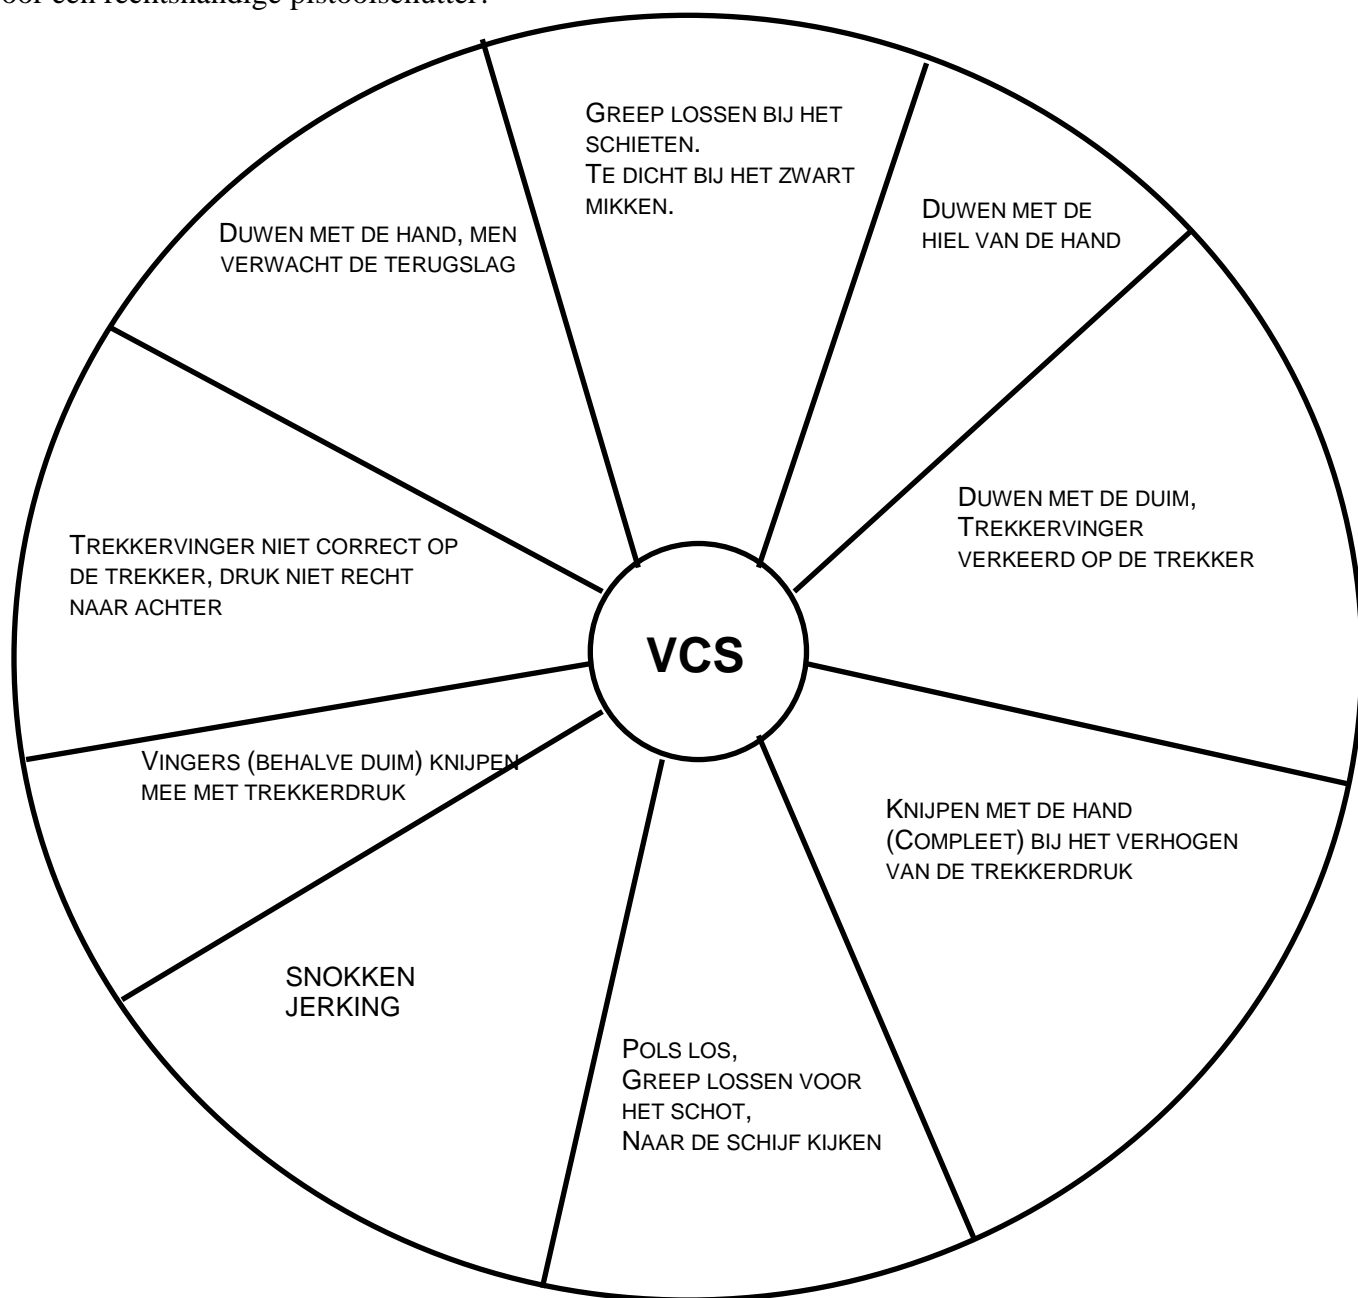 oor een rechtshandige pistoolschutter:
GREEP LOSSEN BIJ HET
SCHIETEN.
TE DICHT BIJ HET ZWART
MIKKEN.
DUWEN MET DE
HIEL VAN DE HAND
DUWEN MET DE HAND, MEN
VERWACHT DE TERUGSLAG
DUWEN MET DE DUIM,
TREKKERVINGER
VERKEERD OP DE TREKKER
TREKKERVINGER NIET CORRECT OP
DE TREKKER, DRUK NIET RECHT
NAAR ACHTER
VCS
VINGERS (BEHALVE DUIM) KNIJPEN
MEE MET TREKKERDRUK
KNIJPEN MET DE HAND
(COMPLEET) BIJ HET VERHOGEN
VAN DE TREKKERDRUK
SNOKKEN
JERKING
POLS LOS,
GREEP LOSSEN VOOR
HET SCHOT,
NAAR DE SCHIJF KIJKEN